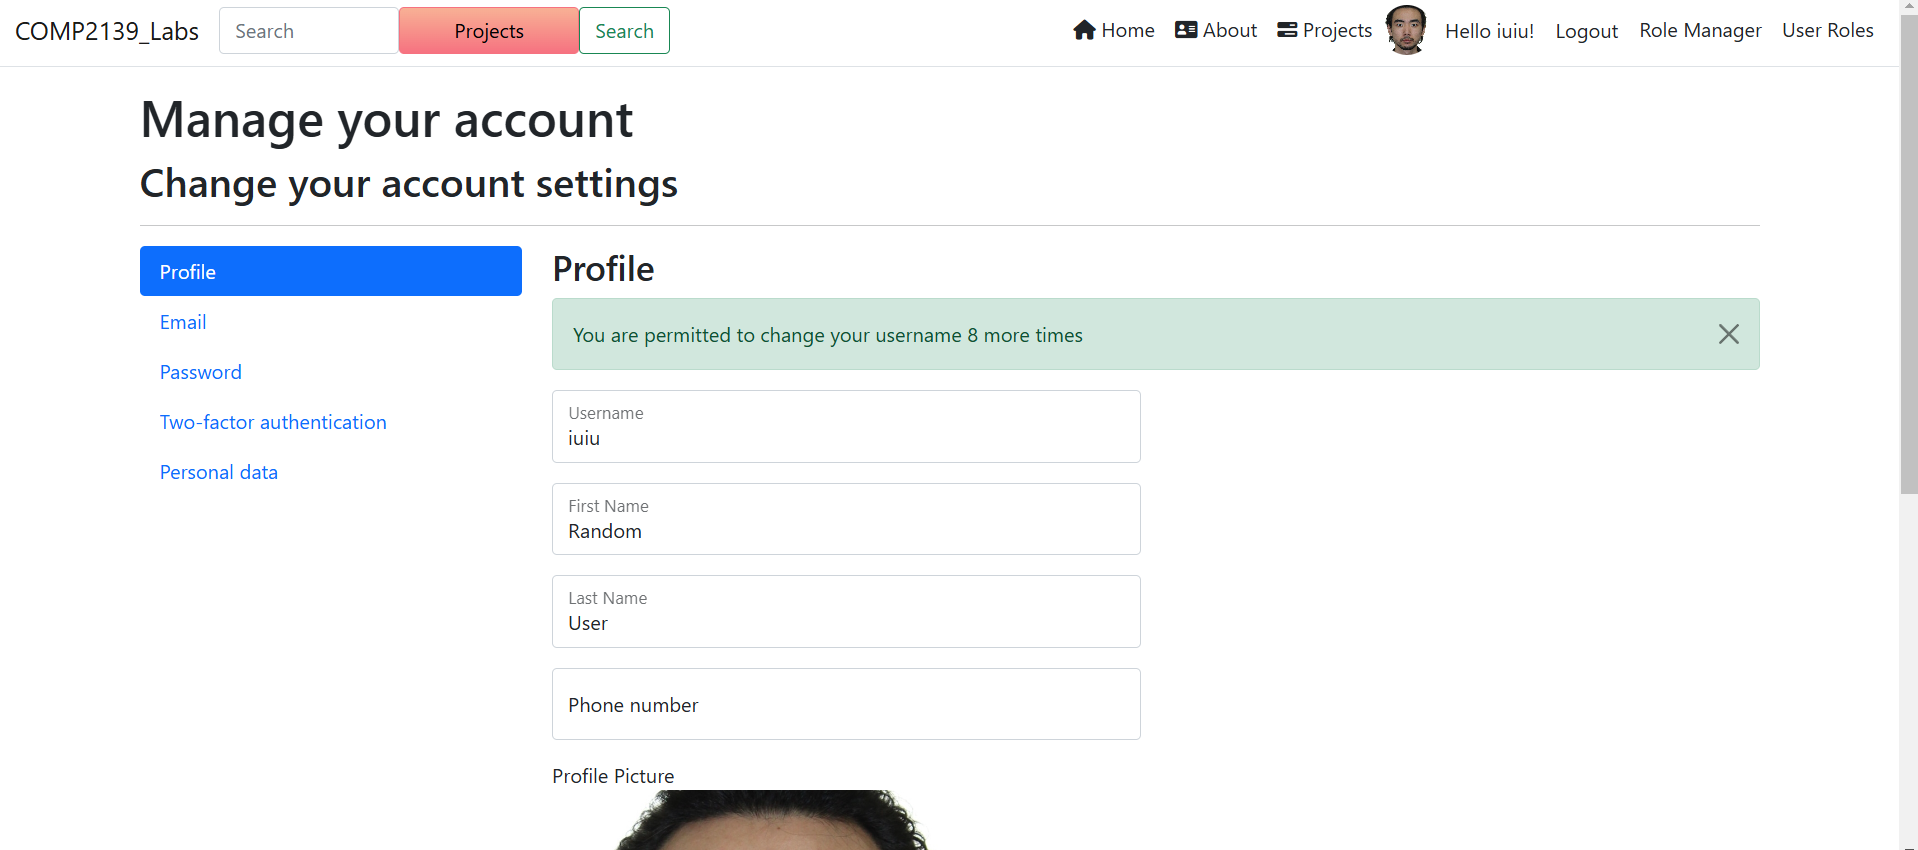 COMP2139_Labs Search Projects Search Home About Projects Hello iuiu! Logout Role Manager User Roles
Manage your account
Change your account settings
Profile
Email
Password
Two-factor authentication
Personal data
Profile
You are permitted to change your username 8 more times
Username
iuiu
First Name
Random
Last Name
User
Phone number
Profile Picture